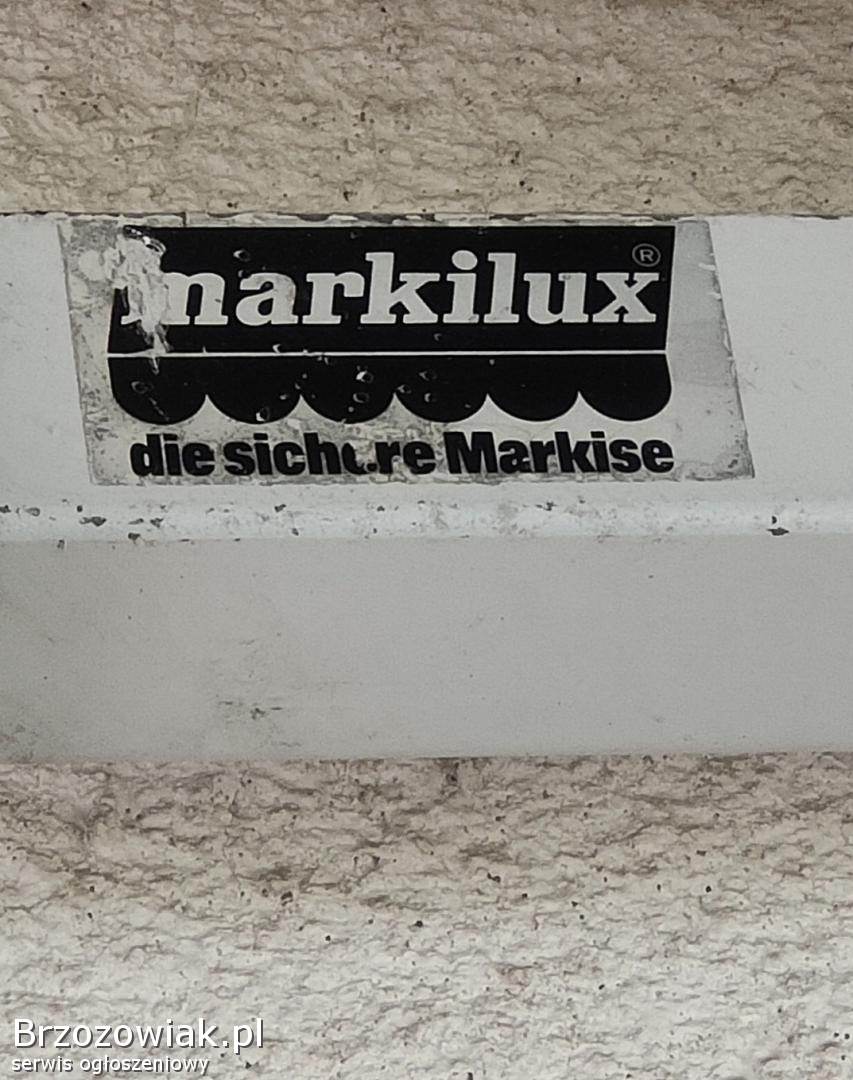 markilux®
die sichere Markise
Brzozowiak.pl
serwis ogłoszeniowy